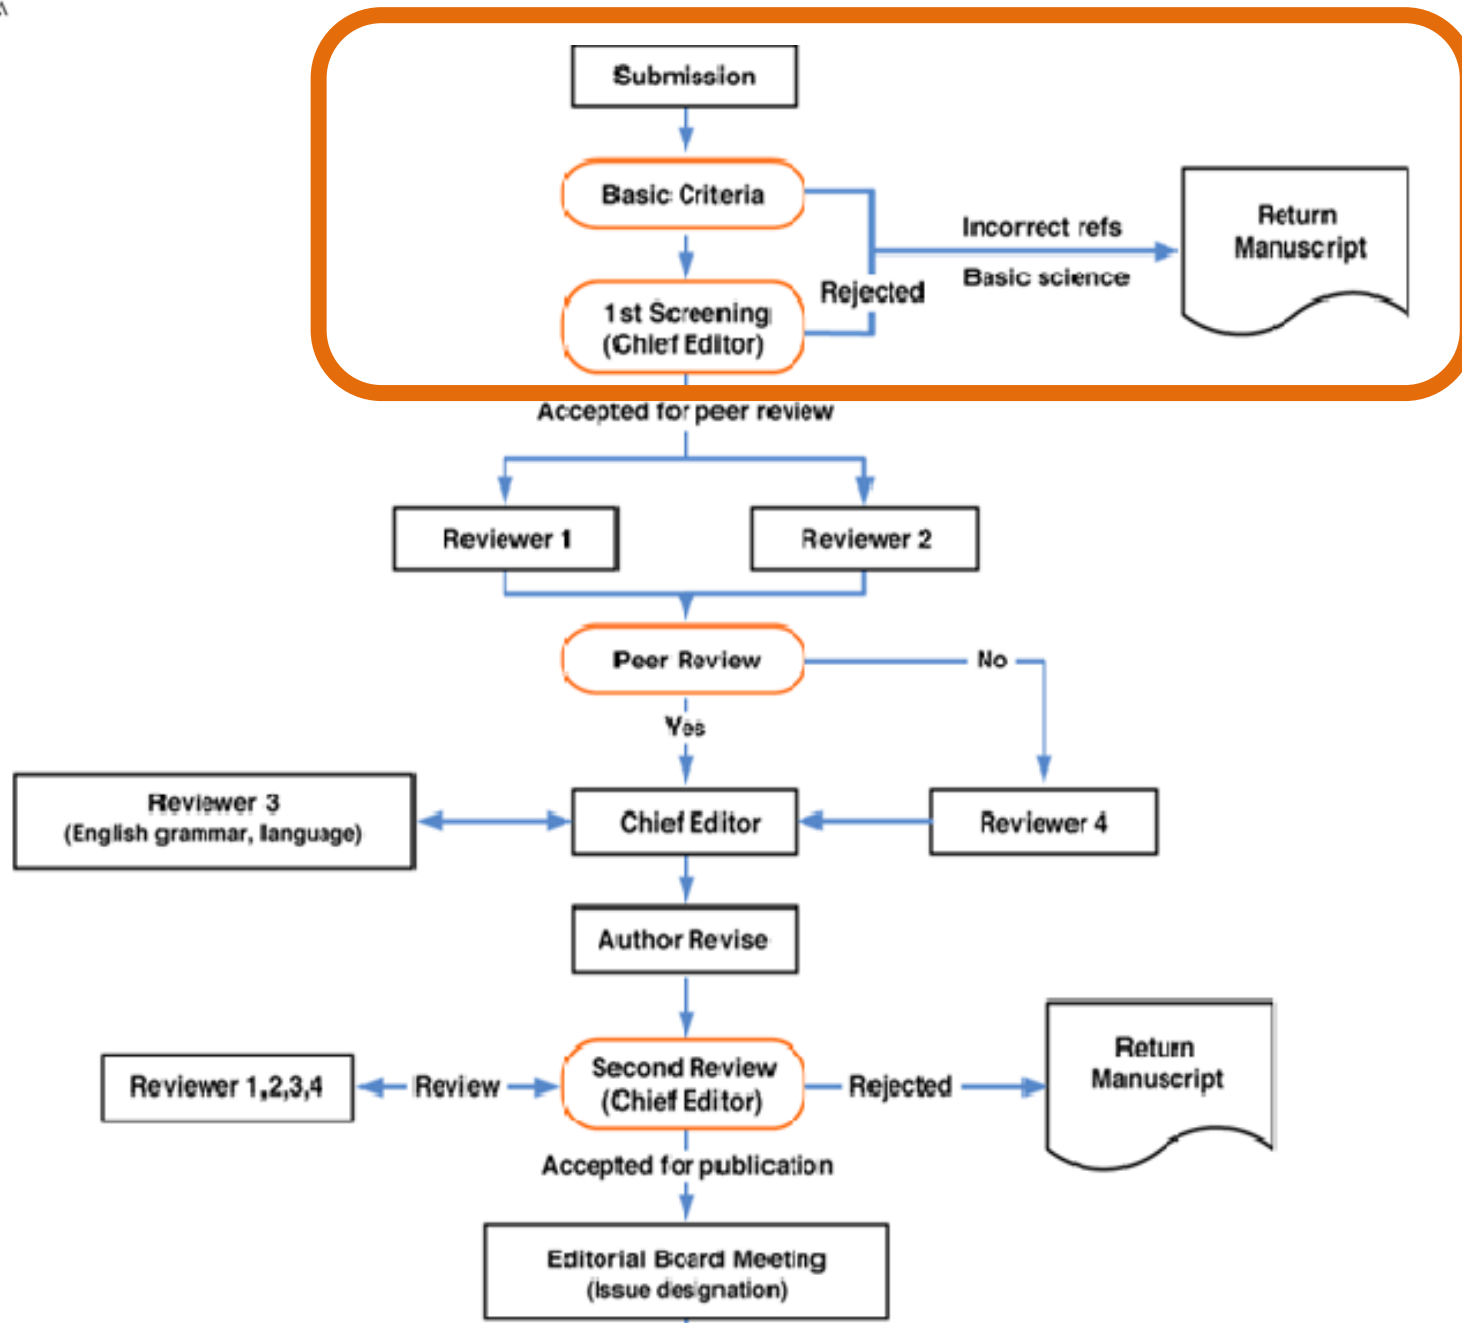 Submission
Basic Criteria
Incorrect refs
Return
Manuscript
Basic science
Rejected
1st Screening
(Chief Editor)
Accepted for peer review
Reviewer 1
Reviewer 2
Peer Review
No
Yes
Reviewer 3
(English grammar, language)
Chief Editor
Reviewer 4
Author Revise
Reviewer 1,2,3,4
Review
Second Review
(Chief Editor)
Rejected
Return
Manuscript
Accepted for publication
Editorial Board Meeting
(Issue designation)